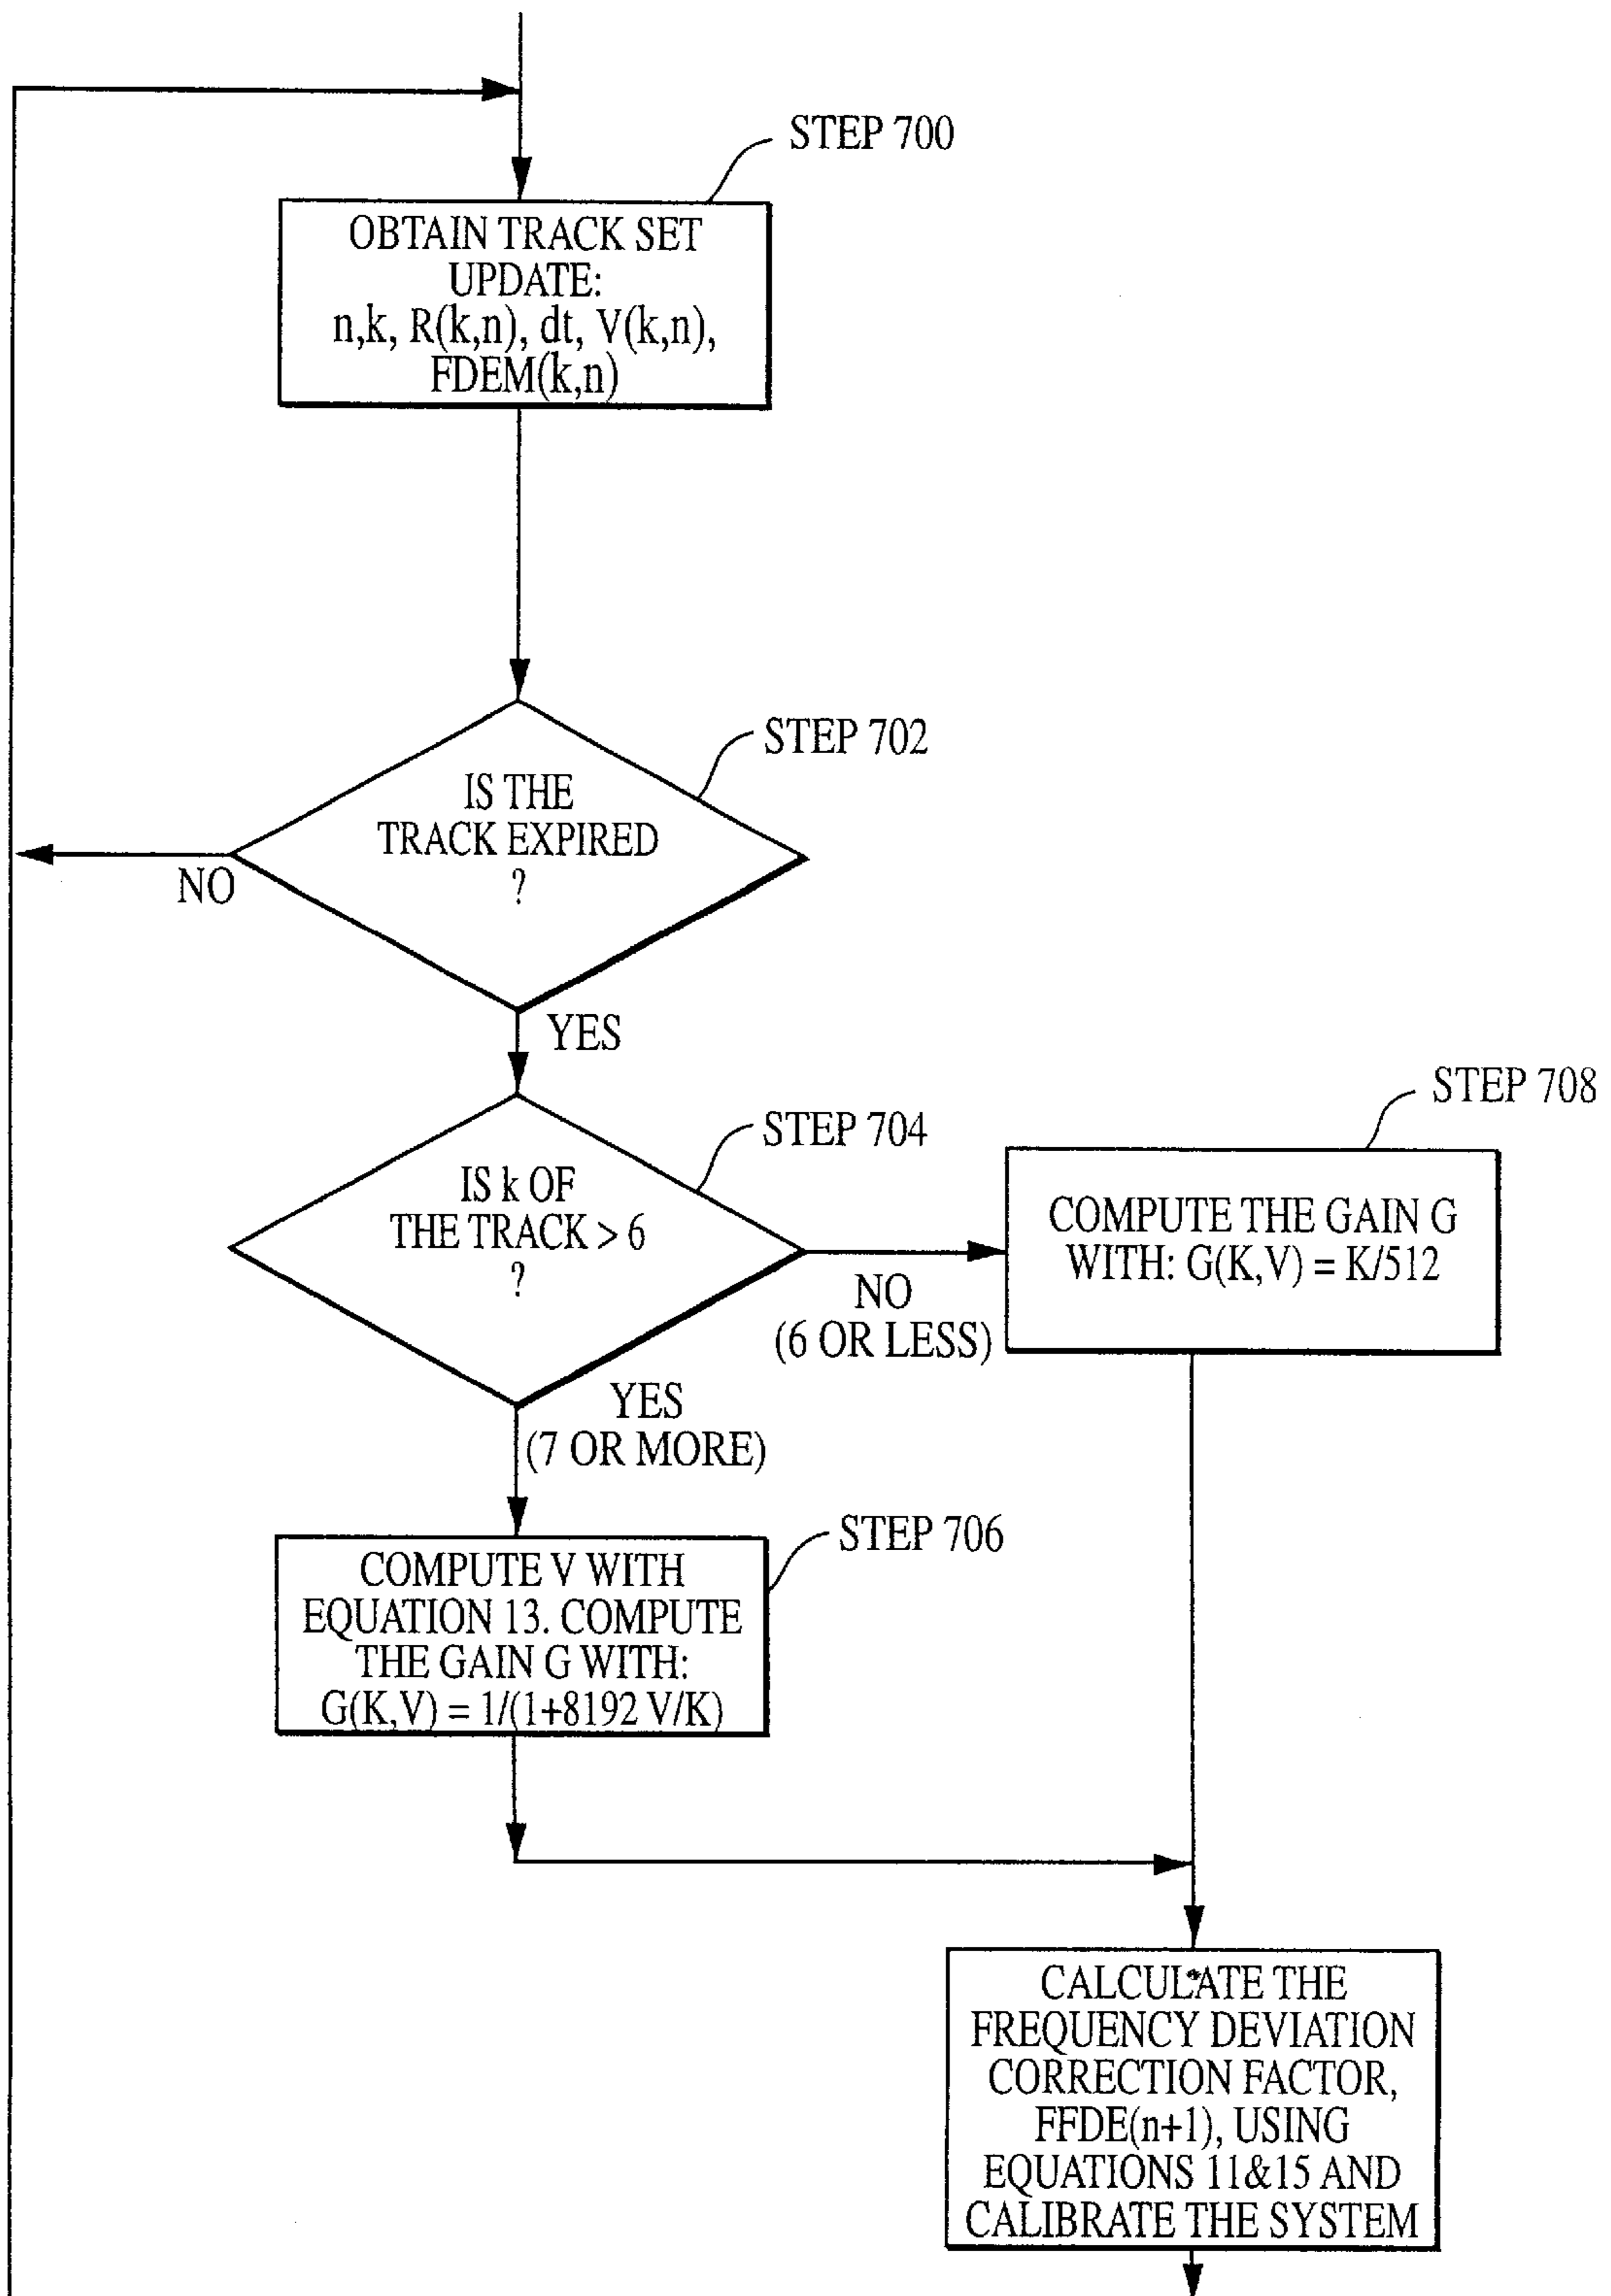 STEP 700
OBTAIN TRACK SET
UPDATE:
n,k, R(k,n), dt, V(k,n),
FDEM(k,n)
STEP 702
IS THE
TRACK EXPIRED
?
NO
YES
STEP 704
IS k OF
THE TRACK > 6
?
NO
(6 OR LESS)
STEP 708
COMPUTE THE GAIN G
WITH: G(K,V) = K/512
YES
(7 OR MORE)
STEP 706
COMPUTE V WITH
EQUATION 13. COMPUTE
THE GAIN G WITH:
G(K,V) = 1/(1+8192 V/K)
CALCULATE THE
FREQUENCY DEVIATION
CORRECTION FACTOR,
FFDE(n+1), USING
EQUATIONS 11&15 AND
CALIBRATE THE SYSTEM